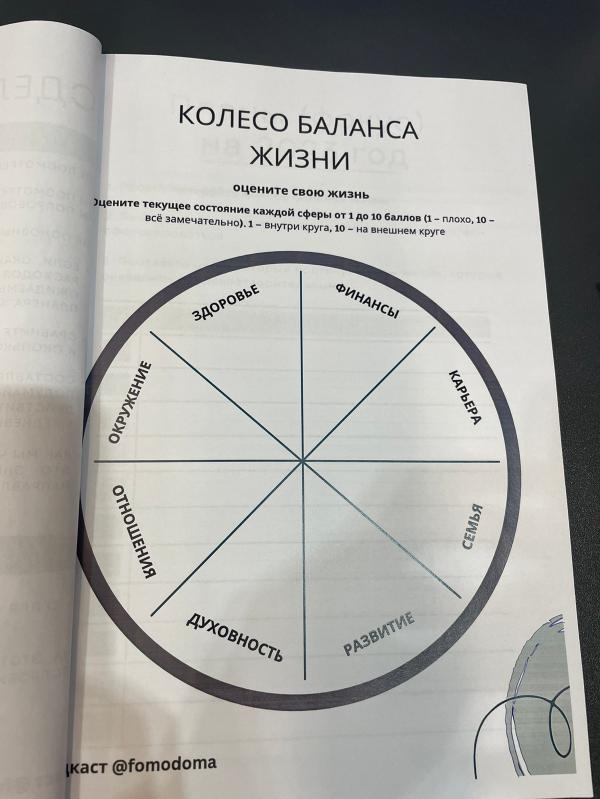 КОЛЕСО БАЛАНСА
ЖИЗНИ
оцените свою жизнь
Оцените текущее состояние каждой сферы от 1 до 10 баллов (1 – плохо, 10 –
всё замечательно). 1 – внутри круга, 10 – на внешнем круге
ЗДОРОВЬЕ
ФИНАНСЫ
ОКРУЖЕНИЕ
КАРЬЕРА
ОТНОШЕНИЯ
СЕМЬЯ
ДУХОВНОСТЬ
РАЗВИТИЕ
@fomodoma